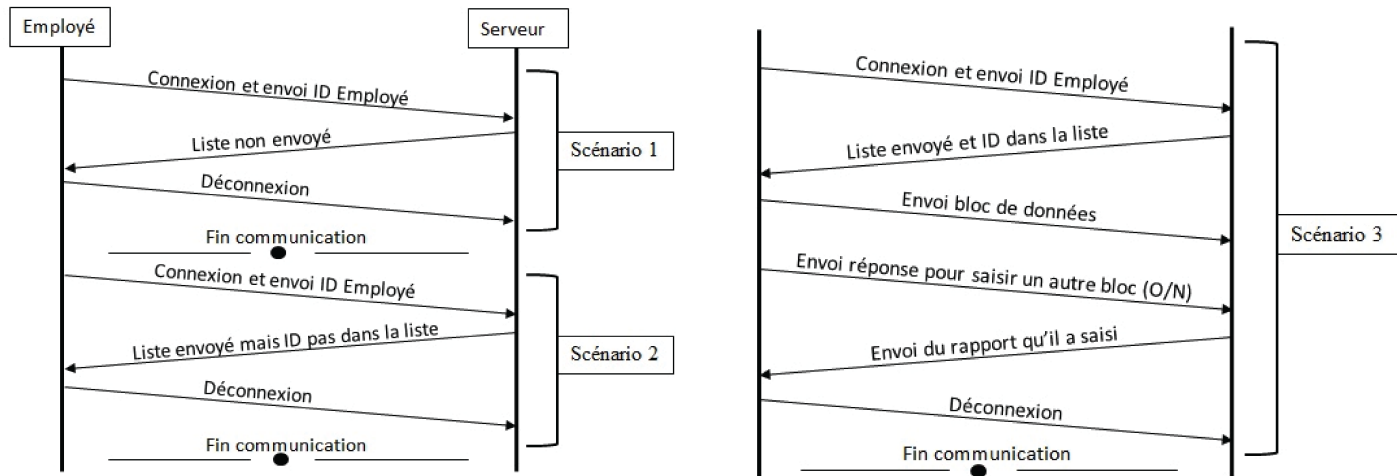 Employé
Serveur
Connexion et envoi ID Employé
Liste non envoyé
Déconnexion
Scénario 1
Fin communication
Connexion et envoi ID Employé
Liste envoyé mais ID pas dans la liste
Déconnexion
Scénario 2
Fin communication
Connexion et envoi ID Employé
Liste envoyé et ID dans la liste
Envoi bloc de données
Envoi réponse pour saisir un autre bloc (O/N)
Envoi du rapport qu'il a saisi
Déconnexion
Scénario 3
Fin communication